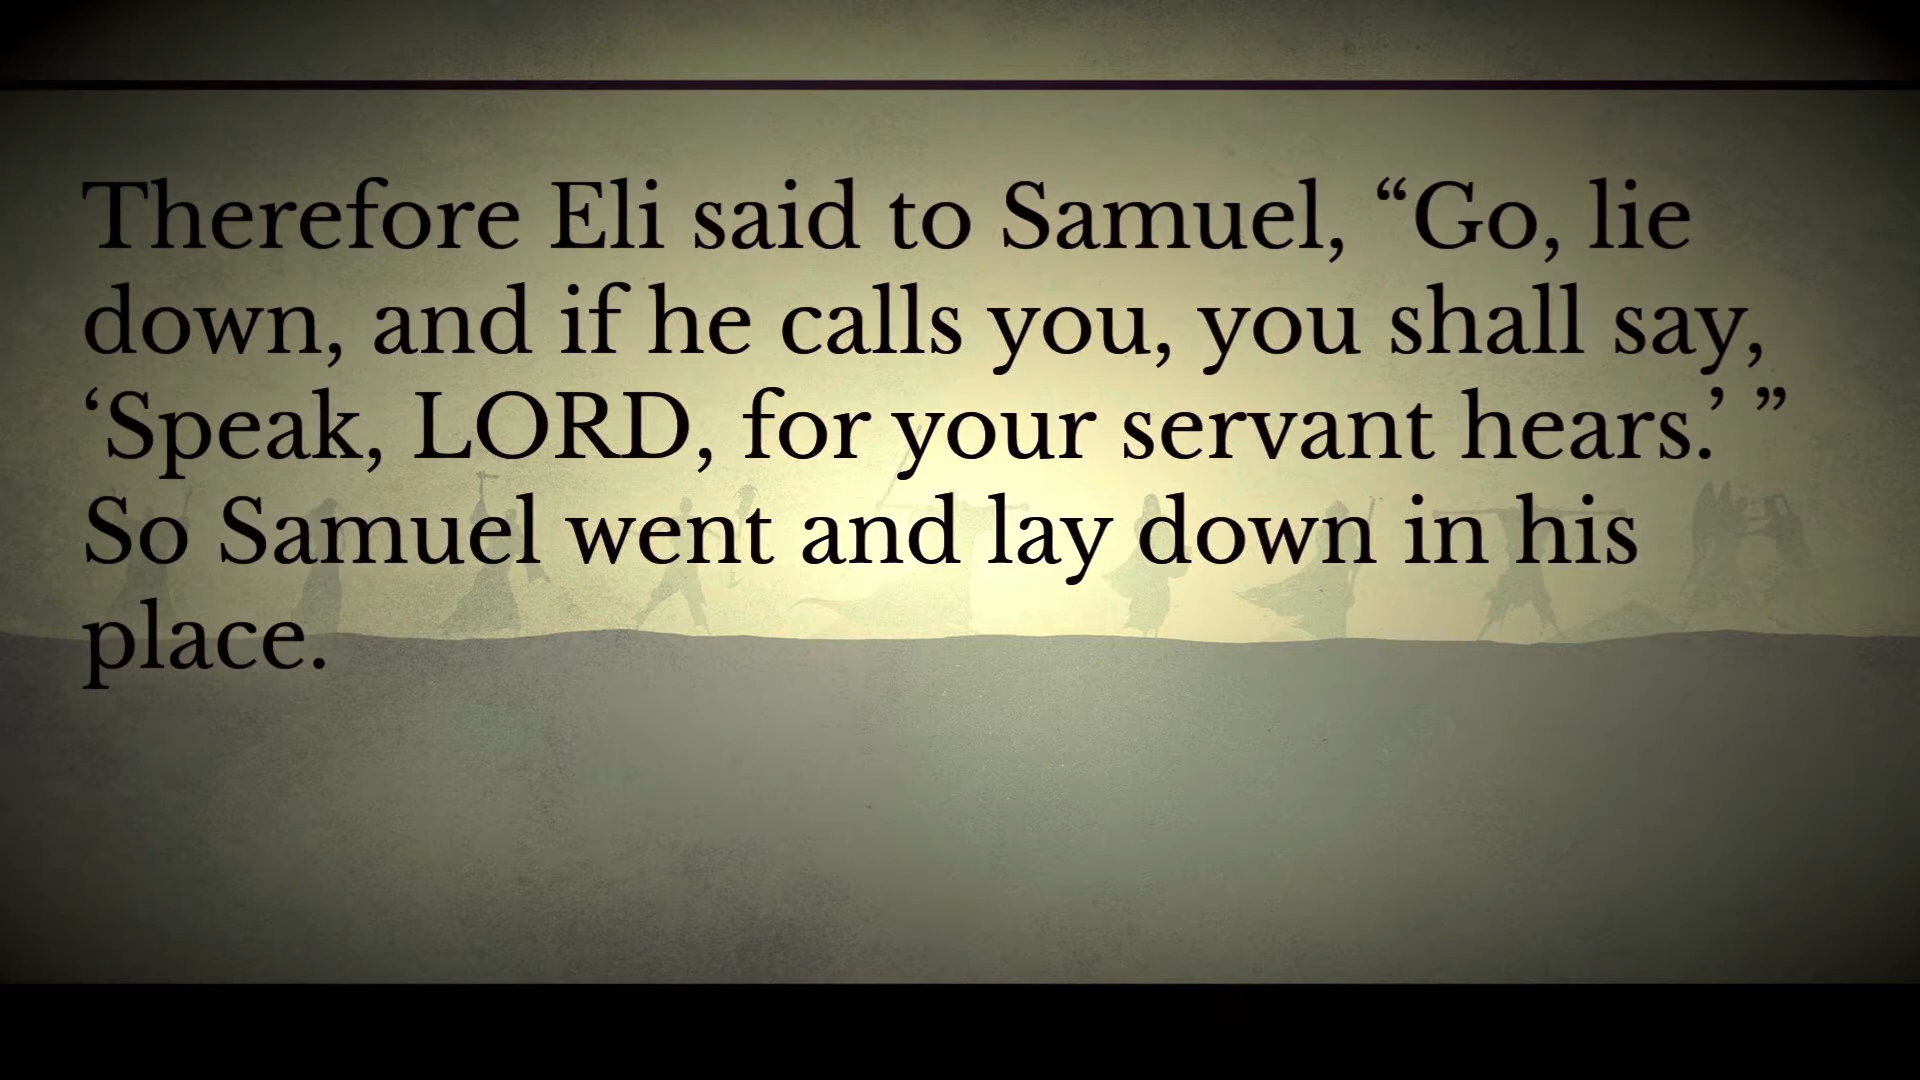 Therefore Eli said to Samuel, “Go, lie
down, and if he calls you, you shall say,
‘Speak, LORD, for your servant hears.’ ”
So Samuel went and lay down in his
place.